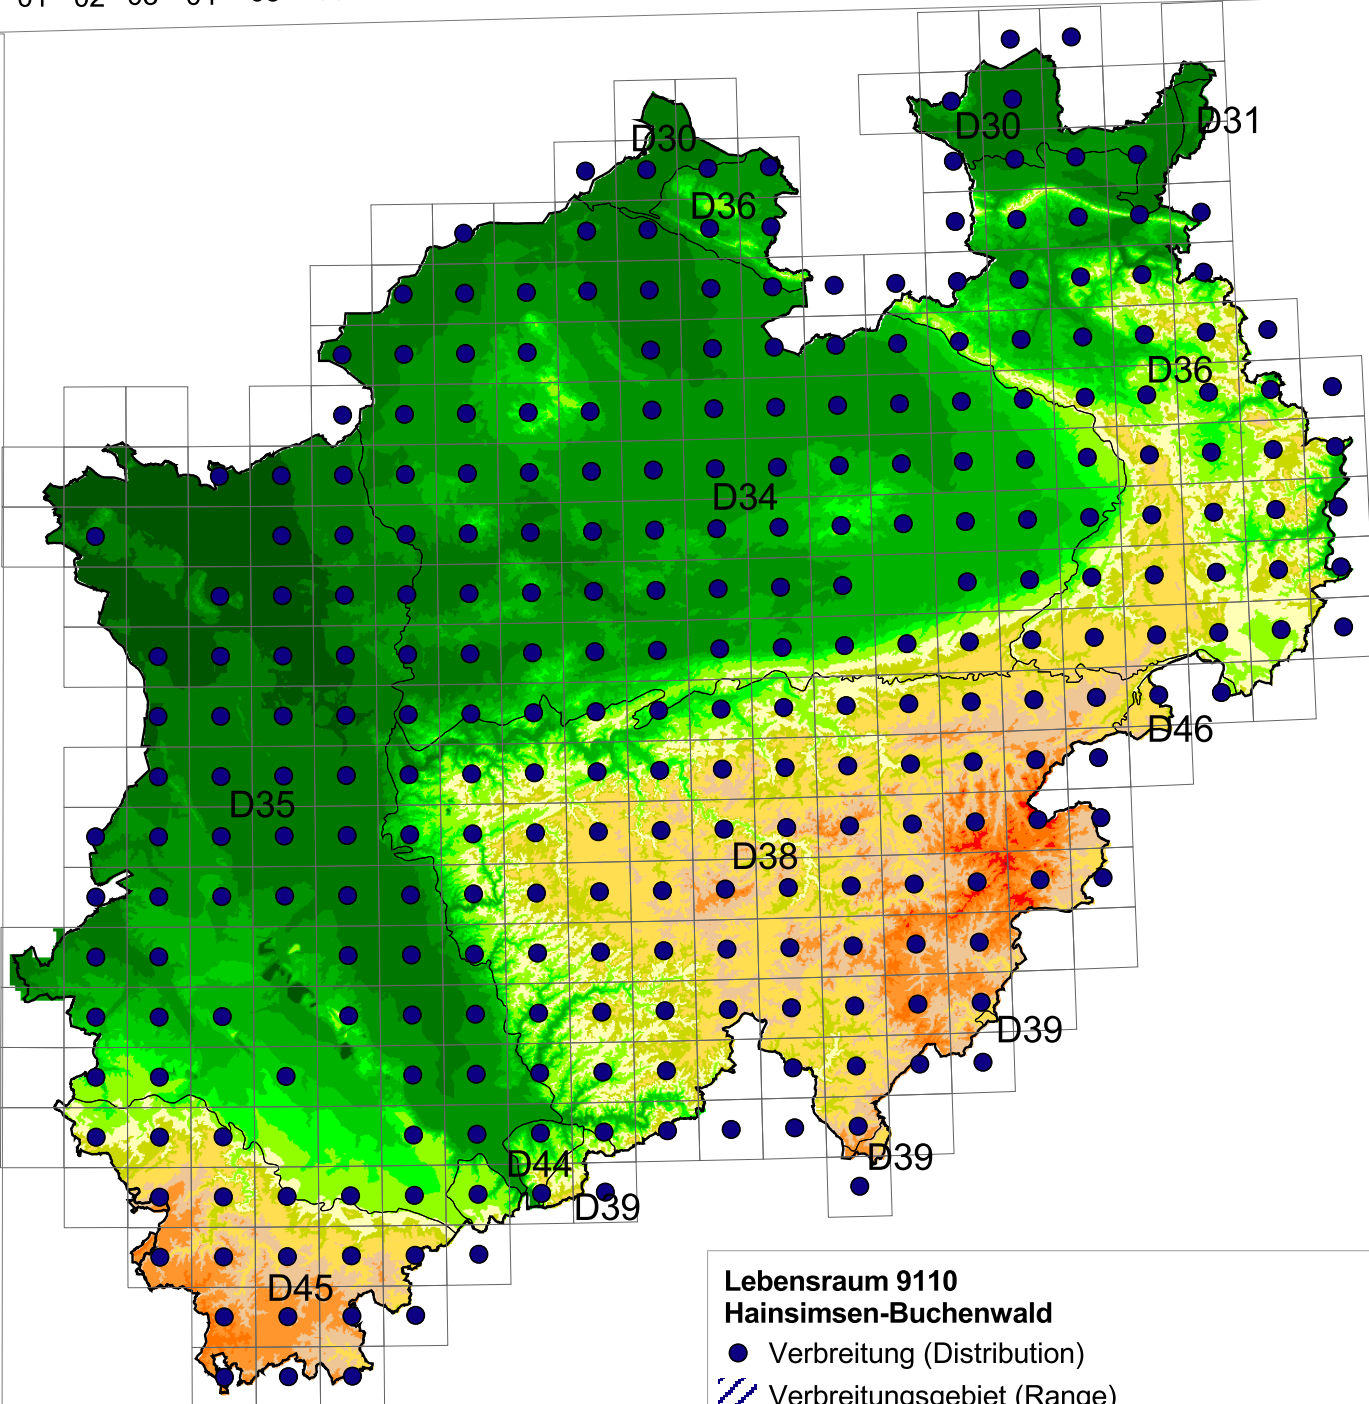 D30
D31
D30
D36
D36
D34
D46
D35
D38
D39
D39
D44
D39
D45
Lebensraum 9110
Hainsimsen-Buchenwald
Verbreitung (Distribution)
Verbreitungsgebiet (Range)